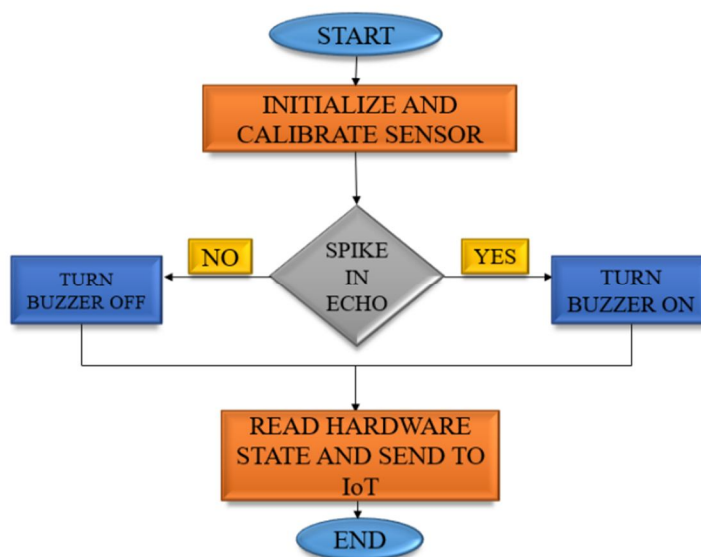 START
INITIALIZE AND
CALIBRATE SENSOR
SPIKE
IN
ECHO
NO
YES
TURN
BUZZER OFF
TURN
BUZZER ON
READ HARDWARE
STATE AND SEND TO
IoT
END